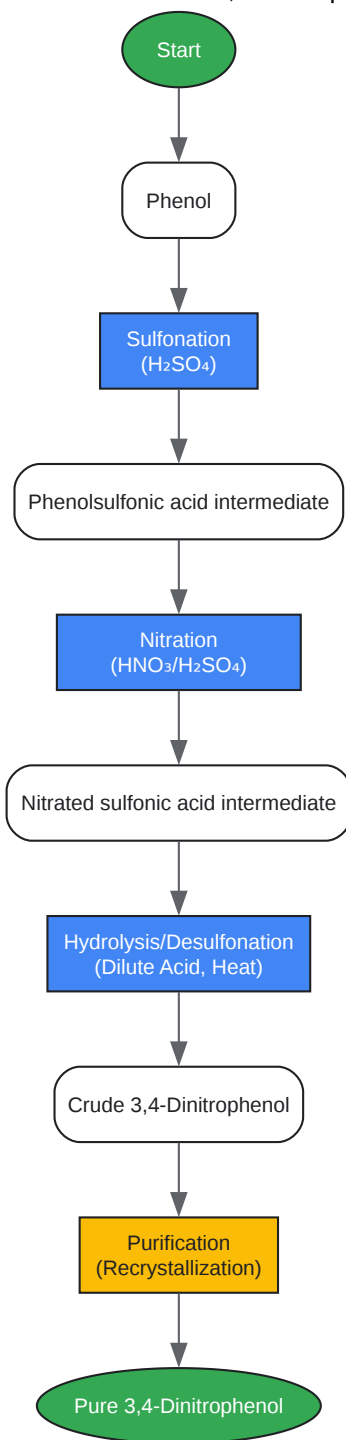 Start
Phenol
Sulfonation
(H₂SO₄)
Phenolsulfonic acid intermediate
Nitration
(HNO₃/H₂SO₄)
Nitrated sulfonic acid intermediate
Hydrolysis/Desulfonation
(Dilute Acid, Heat)
Crude 3,4-Dinitrophenol
Purification
(Recrystallization)
Pure 3,4-Dinitrophenol